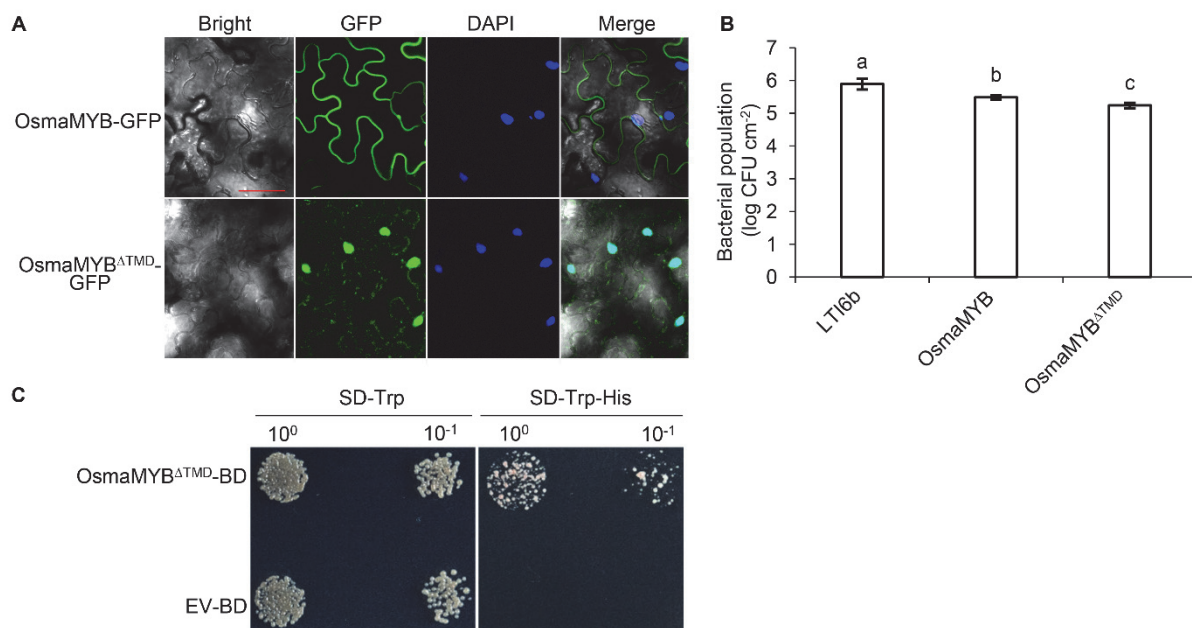 A
Bright GFP DAPI Merge
OsmaMYB-GFP
OsmaMYBΔTMD-
GFP
B
Bacterial population
(log CFU cm-2)
7
6
5
4
3
2
1
0
a
b
c
LTI6b
OsmaMYB
OsmaMYBΔTMD
C
SD-Trp SD-Trp-His
10⁰ 10⁻¹ 10⁰ 10⁻¹
OsmaMYBΔTMD-BD
EV-BD